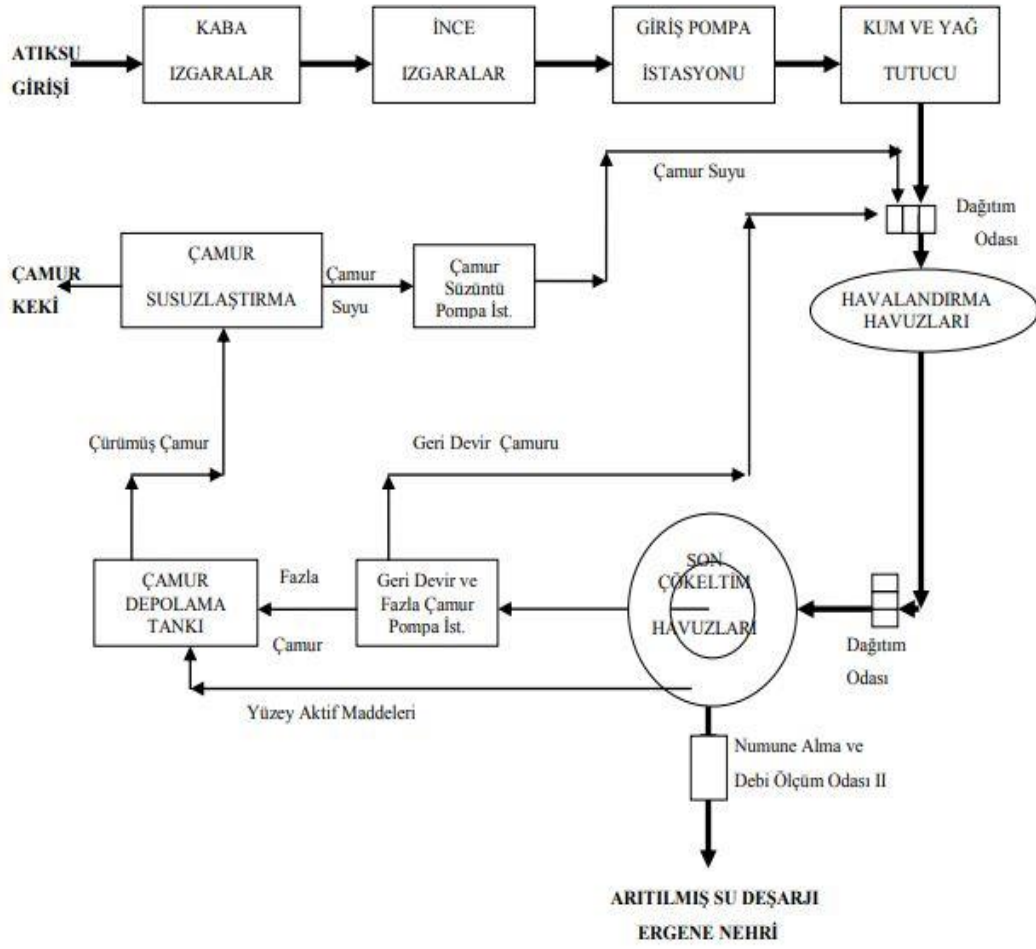 ATIKSU
GİRİŞİ
KABA
IZGARALAR
İNCE
IZGARALAR
GİRİŞ POMPA
İSTASYONU
KUM VE YAĞ
TUTUCU
Çamur Suyu
Dağıtım
Odası
ÇAMUR
KEKİ
ÇAMUR
SUSUZLAŞTIRMA
Çamur
Suyu
Çamur
Süzüntü
Pompa İst.
HAVALANDIRMA
HAVUZLARI
Çürümüş Çamur
Geri Devir Çamuru
ÇAMUR
DEPOLAMA
TANKI
Fazla
Çamur
Geri Devir ve
Fazla Çamur
Pompa İst.
SON
ÇÖKELTİM
HAVUZLARI
Dağıtım
Odası
Yüzey Aktif Maddeleri
Numune Alma ve
Debi Ölçüm Odası II
ARITILMIŞ SU DEŞARJI
ERGENE NEHRİ